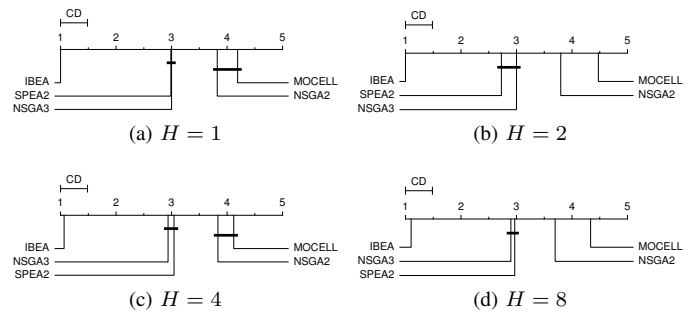 CD
1 2 3 4 5
IBEA
SPEA2
NSGA3
MOCELL
NSGA2
(a) H = 1
CD
1 2 3 4 5
IBEA
SPEA2
NSGA3
MOCELL
NSGA2
(b) H = 2
CD
1 2 3 4 5
IBEA
NSGA3
SPEA2
MOCELL
NSGA2
(c) H = 4
CD
1 2 3 4 5
IBEA
NSGA3
SPEA2
MOCELL
NSGA2
(d) H = 8